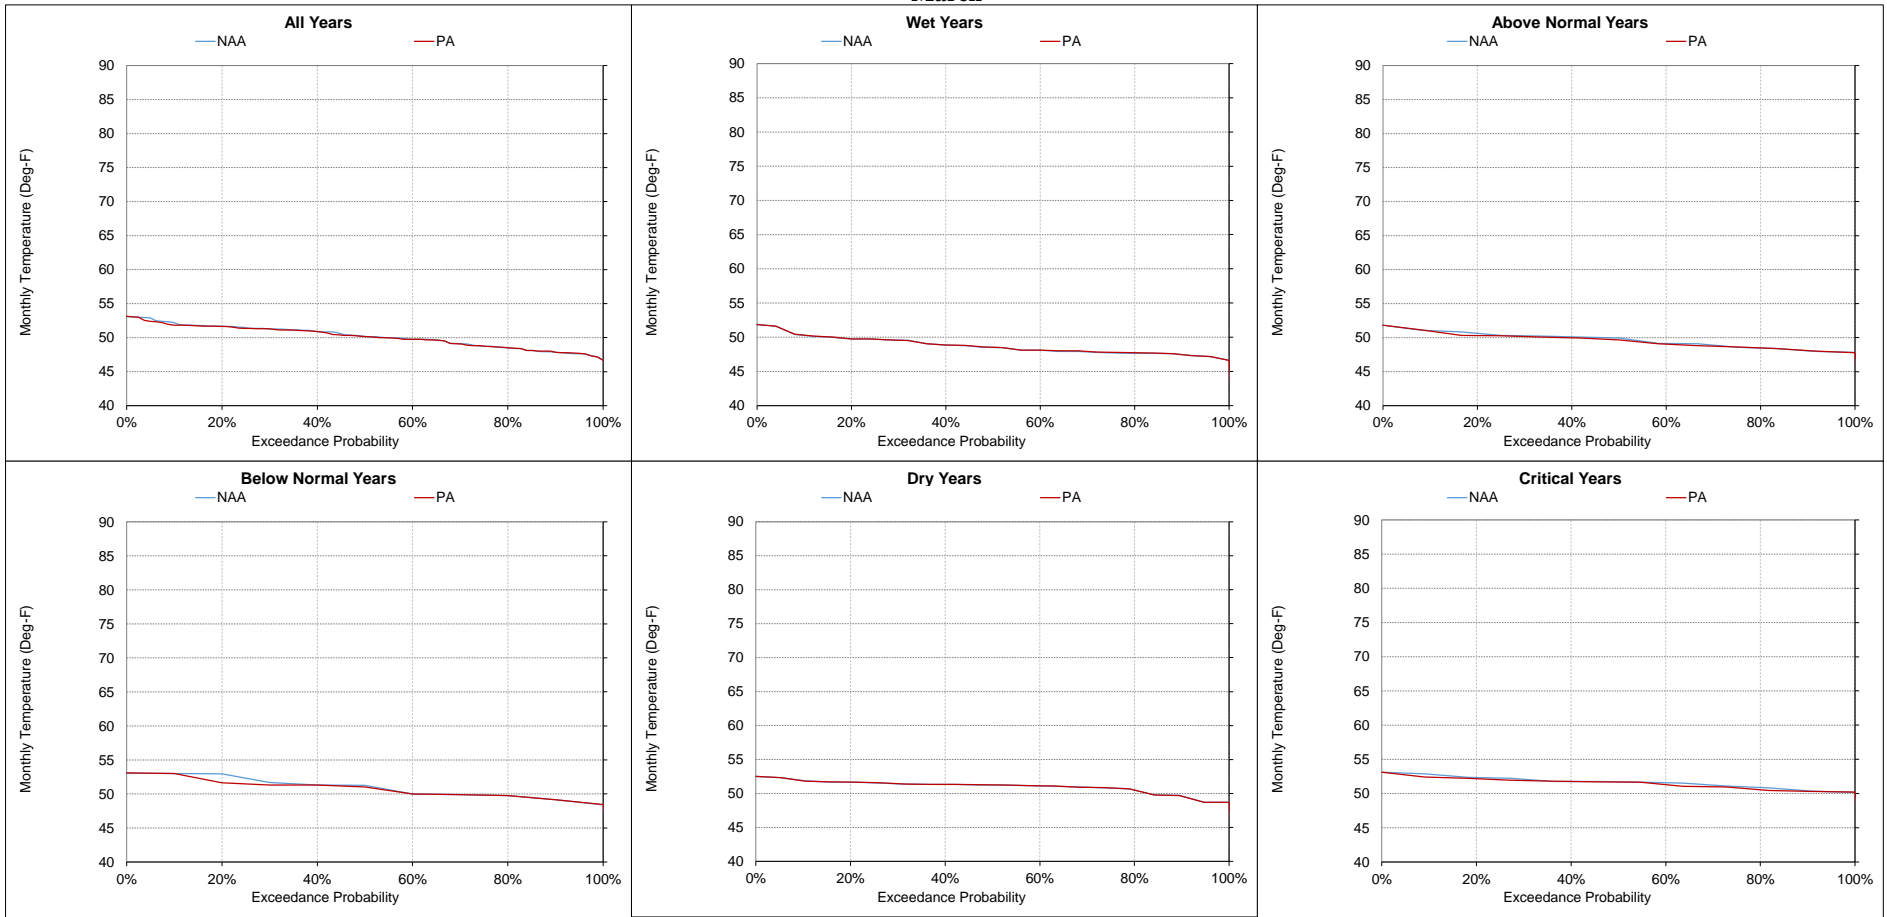 All Years
NAA PA
90
85
80
75
70
65
60
55
50
45
40
0% 20% 40% 60% 80% 100%
Monthly Temperature (Deg-F)
Exceedance Probability
Wet Years
NAA PA
90
85
80
75
70
65
60
55
50
45
40
0% 20% 40% 60% 80% 100%
Monthly Temperature (Deg-F)
Exceedance Probability
Above Normal Years
NAA PA
90
85
80
75
70
65
60
55
50
45
40
0% 20% 40% 60% 80% 100%
Monthly Temperature (Deg-F)
Exceedance Probability
Below Normal Years
NAA PA
90
85
80
75
70
65
60
55
50
45
40
0% 20% 40% 60% 80% 100%
Monthly Temperature (Deg-F)
Exceedance Probability
Dry Years
NAA PA
90
85
80
75
70
65
60
55
50
45
40
0% 20% 40% 60% 80% 100%
Monthly Temperature (Deg-F)
Exceedance Probability
Critical Years
NAA PA
90
85
80
75
70
65
60
55
50
45
40
0% 20% 40% 60% 80% 100%
Monthly Temperature (Deg-F)
Exceedance Probability